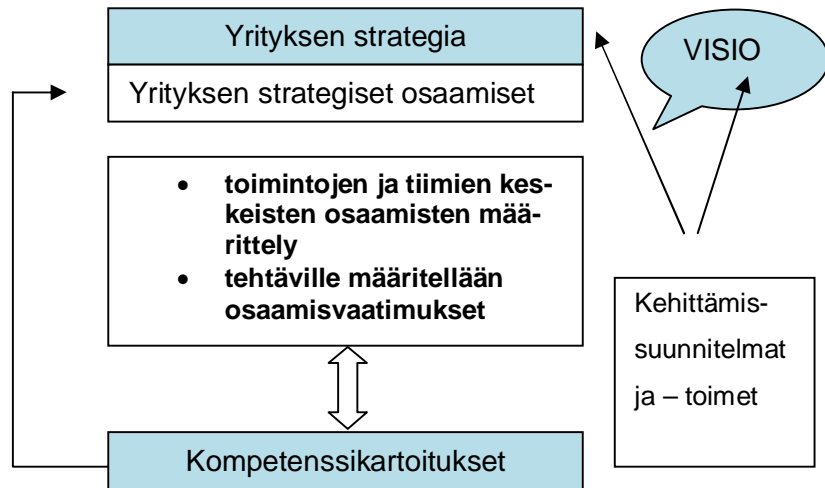 Yrityksen strategia
VISIO
Yrityksen strategiset osaamiset
• toimintojen ja tiimien kes-
keisten osaamisten mää-
rittely
• tehtäville määritellään
osaamisvaatimukset
Kehittämis-
suunnitelmat
ja – toimet
Kompetenssikartoitukset